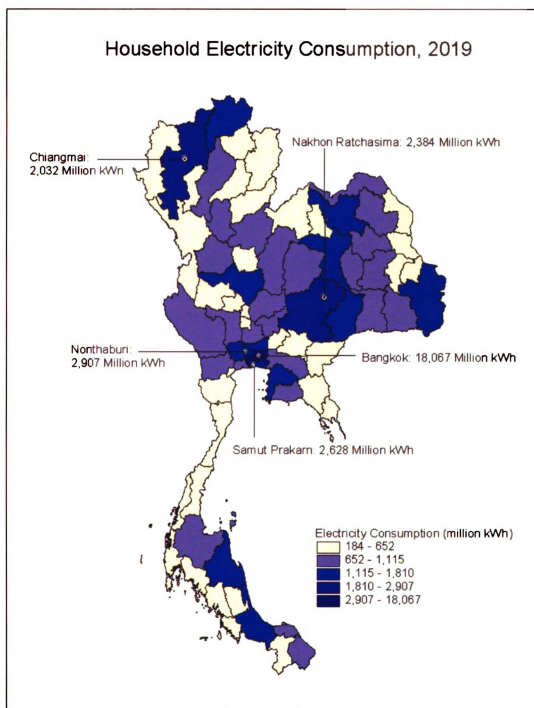 Household Electricity Consumption, 2019
Nakhon Ratchasima: 2,384 Million kWh
Chiangmai:
2,032 Million kWh
Nonthaburi:
2,907 Million kWh
Bangkok: 18,067 Million kWh
Samut Prakarn: 2,628 Million kWh
Electricity Consumption (million kWh)
184 - 652
652 - 1,115
1,115 - 1,810
1,810 - 2,907
2,907 - 18,067